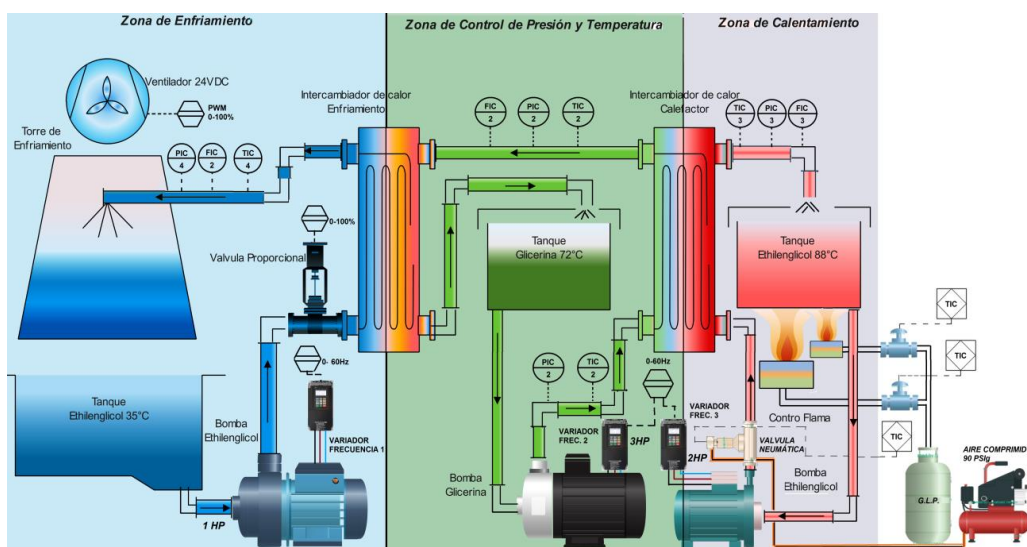 Zona de Enfriamiento
Zona de Control de Presión y Temperatura
Zona de Calentamiento
Ventilador 24VDC
PWM
0-100%
Torre de
Enfriamiento
PIC
4
FIC
2
TIC
4
Intercambiador de calor
Enfriamiento
0-100%
Valvula Proporcional
FIC
2
PIC
2
TIC
2
Intercambiador de calor
Calefactor
TIC
3
PIC
3
FIC
3
Tanque
Glicerina 72°C
Tanque
Ethilenglicol 88°C
TIC
TIC
TIC
0- 60Hz
Tanque
Ethilenglicol 35°C
Bomba
Ethilenglicol
VARIADOR
FRECUENCIA 1
1 HP
PIC
2
TIC
2
0-60Hz
VARIADOR
FREC. 2
3HP
VARIADOR
FREC. 3
2HP
VALVULA
NEUMÁTICA
Contro Flama
Bomba
Glicerina
Bomba
Ethilenglicol
G.L.P.
AIRE COMPRIMID
90 PSIg